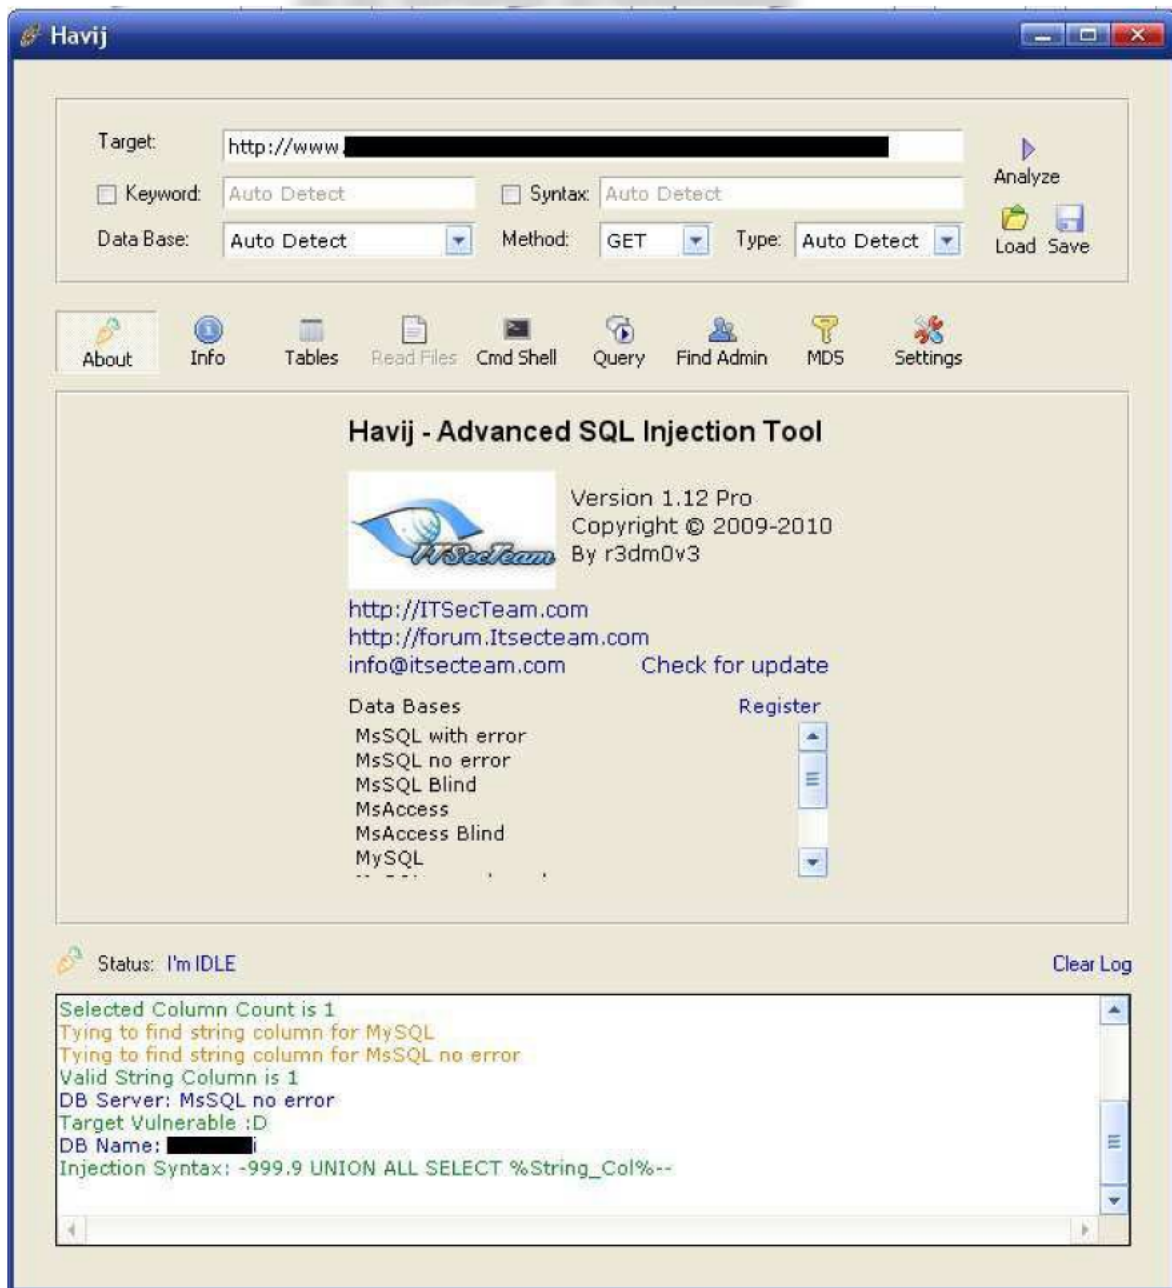 Havij
Target: http://www.
Analyze
Keyword: Auto Detect Syntax: Auto Detect
Data Base: Auto Detect Method: GET Type: Auto Detect
Load Save
About Info Tables Read Files Cmd Shell Query Find Admin MD5 Settings
Havij - Advanced SQL Injection Tool
ITSecTeam
Version 1.12 Pro
Copyright © 2009-2010
By r3dm0v3
http://ITSecTeam.com
http://forum.Itsecteam.com
info@itsecteam.com Check for update
Data Bases Register
MsSQL with error
MsSQL no error
MsSQL Blind
MsAccess
MsAccess Blind
MySQL
Status: I'm IDLE Clear Log
Selected Column Count is 1
Tying to find string column for MySQL
Tying to find string column for MsSQL no error
Valid String Column is 1
DB Server: MsSQL no error
Target Vulnerable :D
DB Name: i
Injection Syntax: -999.9 UNION ALL SELECT %String_Col%--